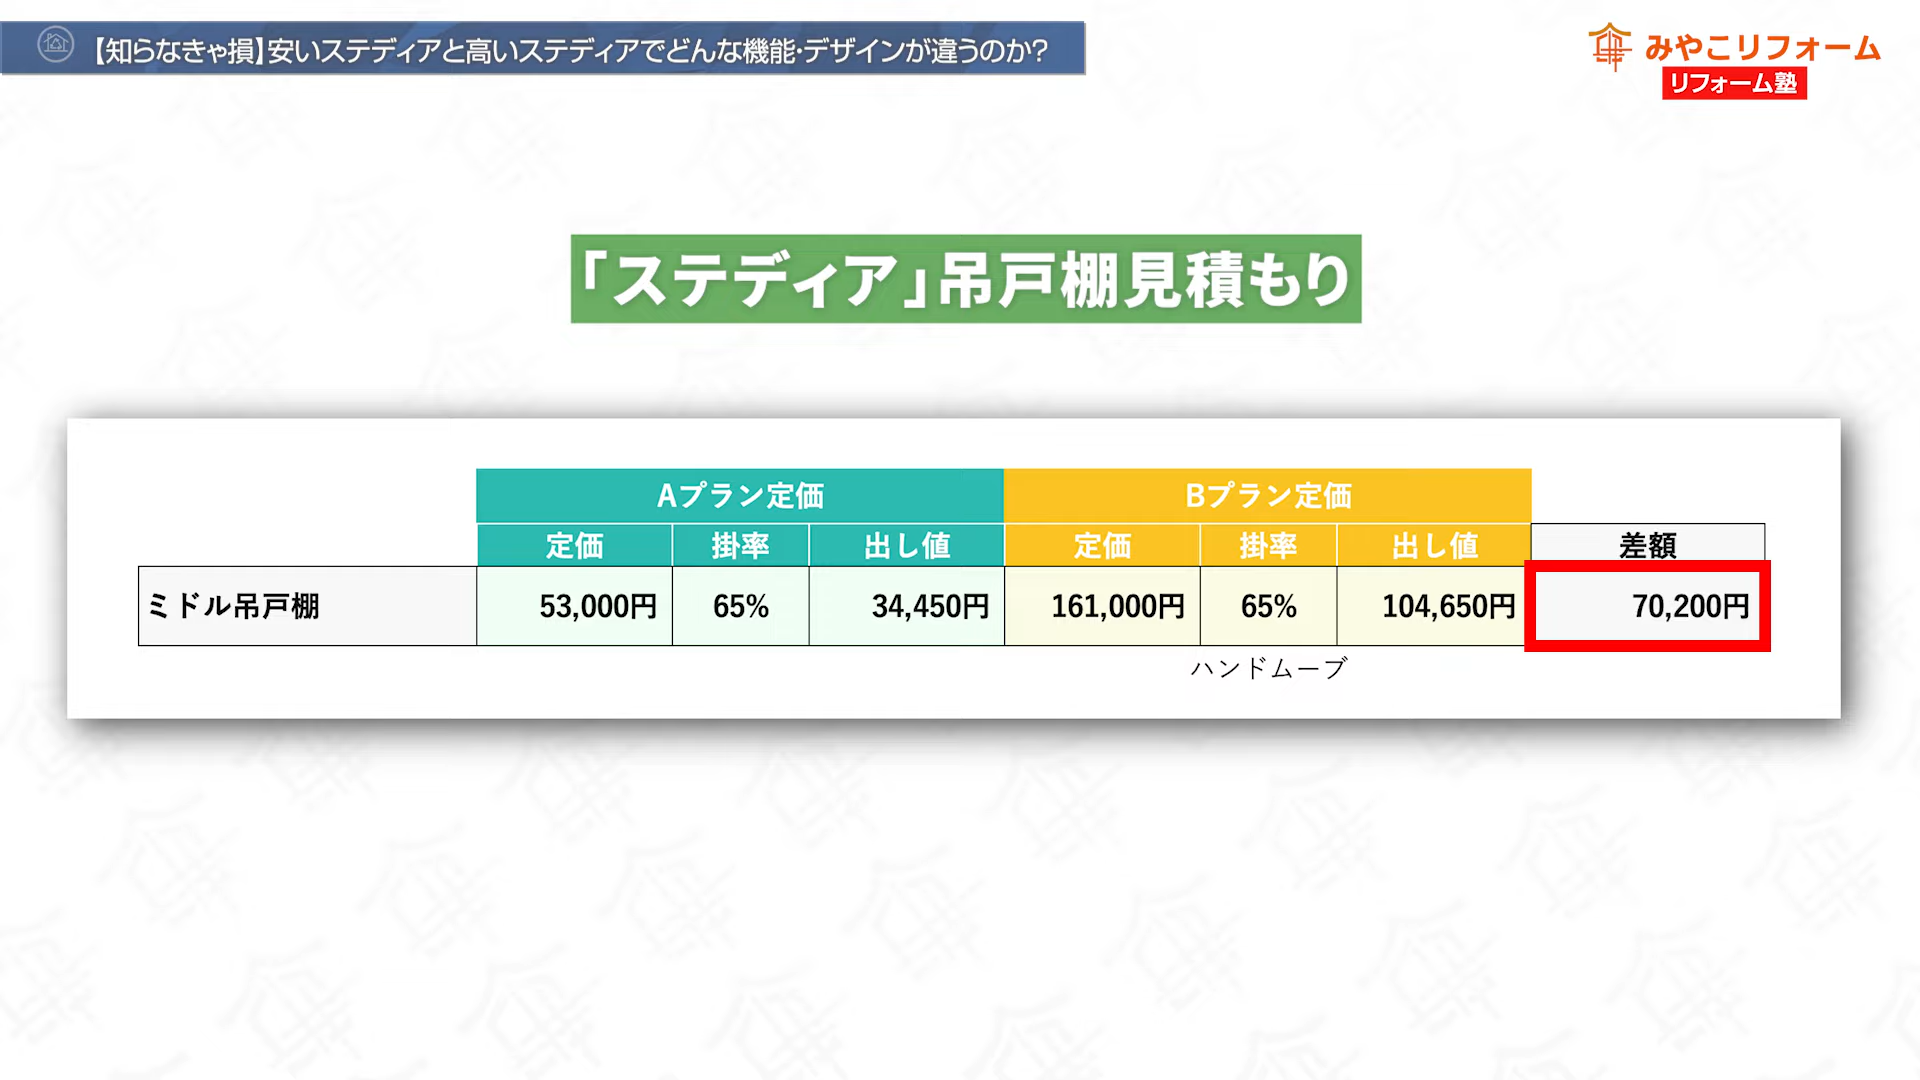 【知らなきゃ損】安いステディアと高いステディアでどんな機能・デザインが違うのか？
みやこリフォーム
リフォーム塾
「ステディア」吊戸棚見積もり
Aプラン定価 Bプラン定価
定価 掛率 出し値 定価 掛率 出し値 差額
ミドル吊戸棚 53,000円 65% 34,450円 161,000円 65% 104,650円 70,200円
ハンドムーブ